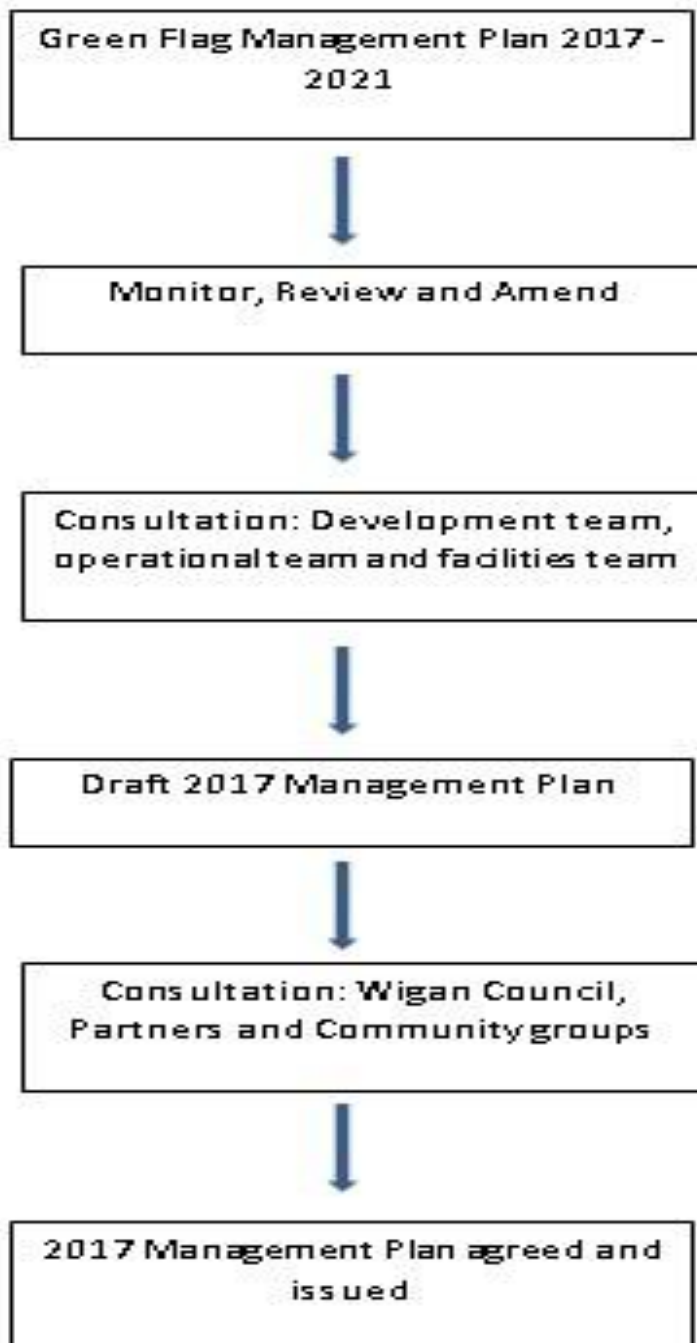 Green Flag Management Plan 2017 -
2021
Monitor, Review and Amend
Consultation: Development team,
operational team and facilities team
Draft 2017 Management Plan
Consultation: Wigan Council,
Partners and Community groups
2017 Management Plan agreed and
issued